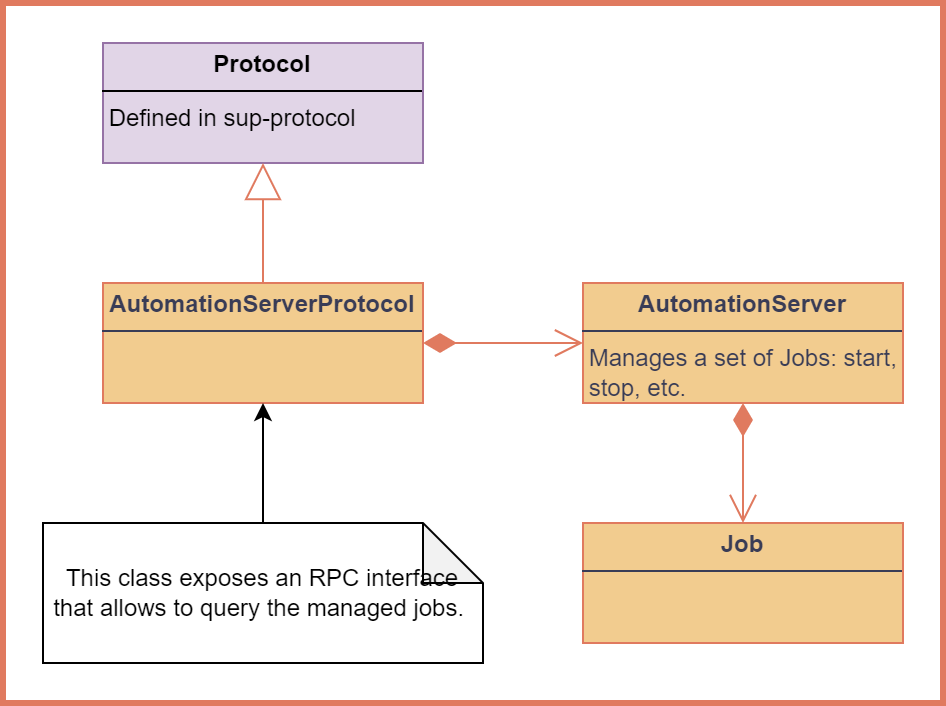 Protocol
Defined in sup-protocol
AutomationServerProtocol
AutomationServer
Manages a set of Jobs: start,
stop, etc.
This class exposes an RPC interface
that allows to query the managed jobs.
Job